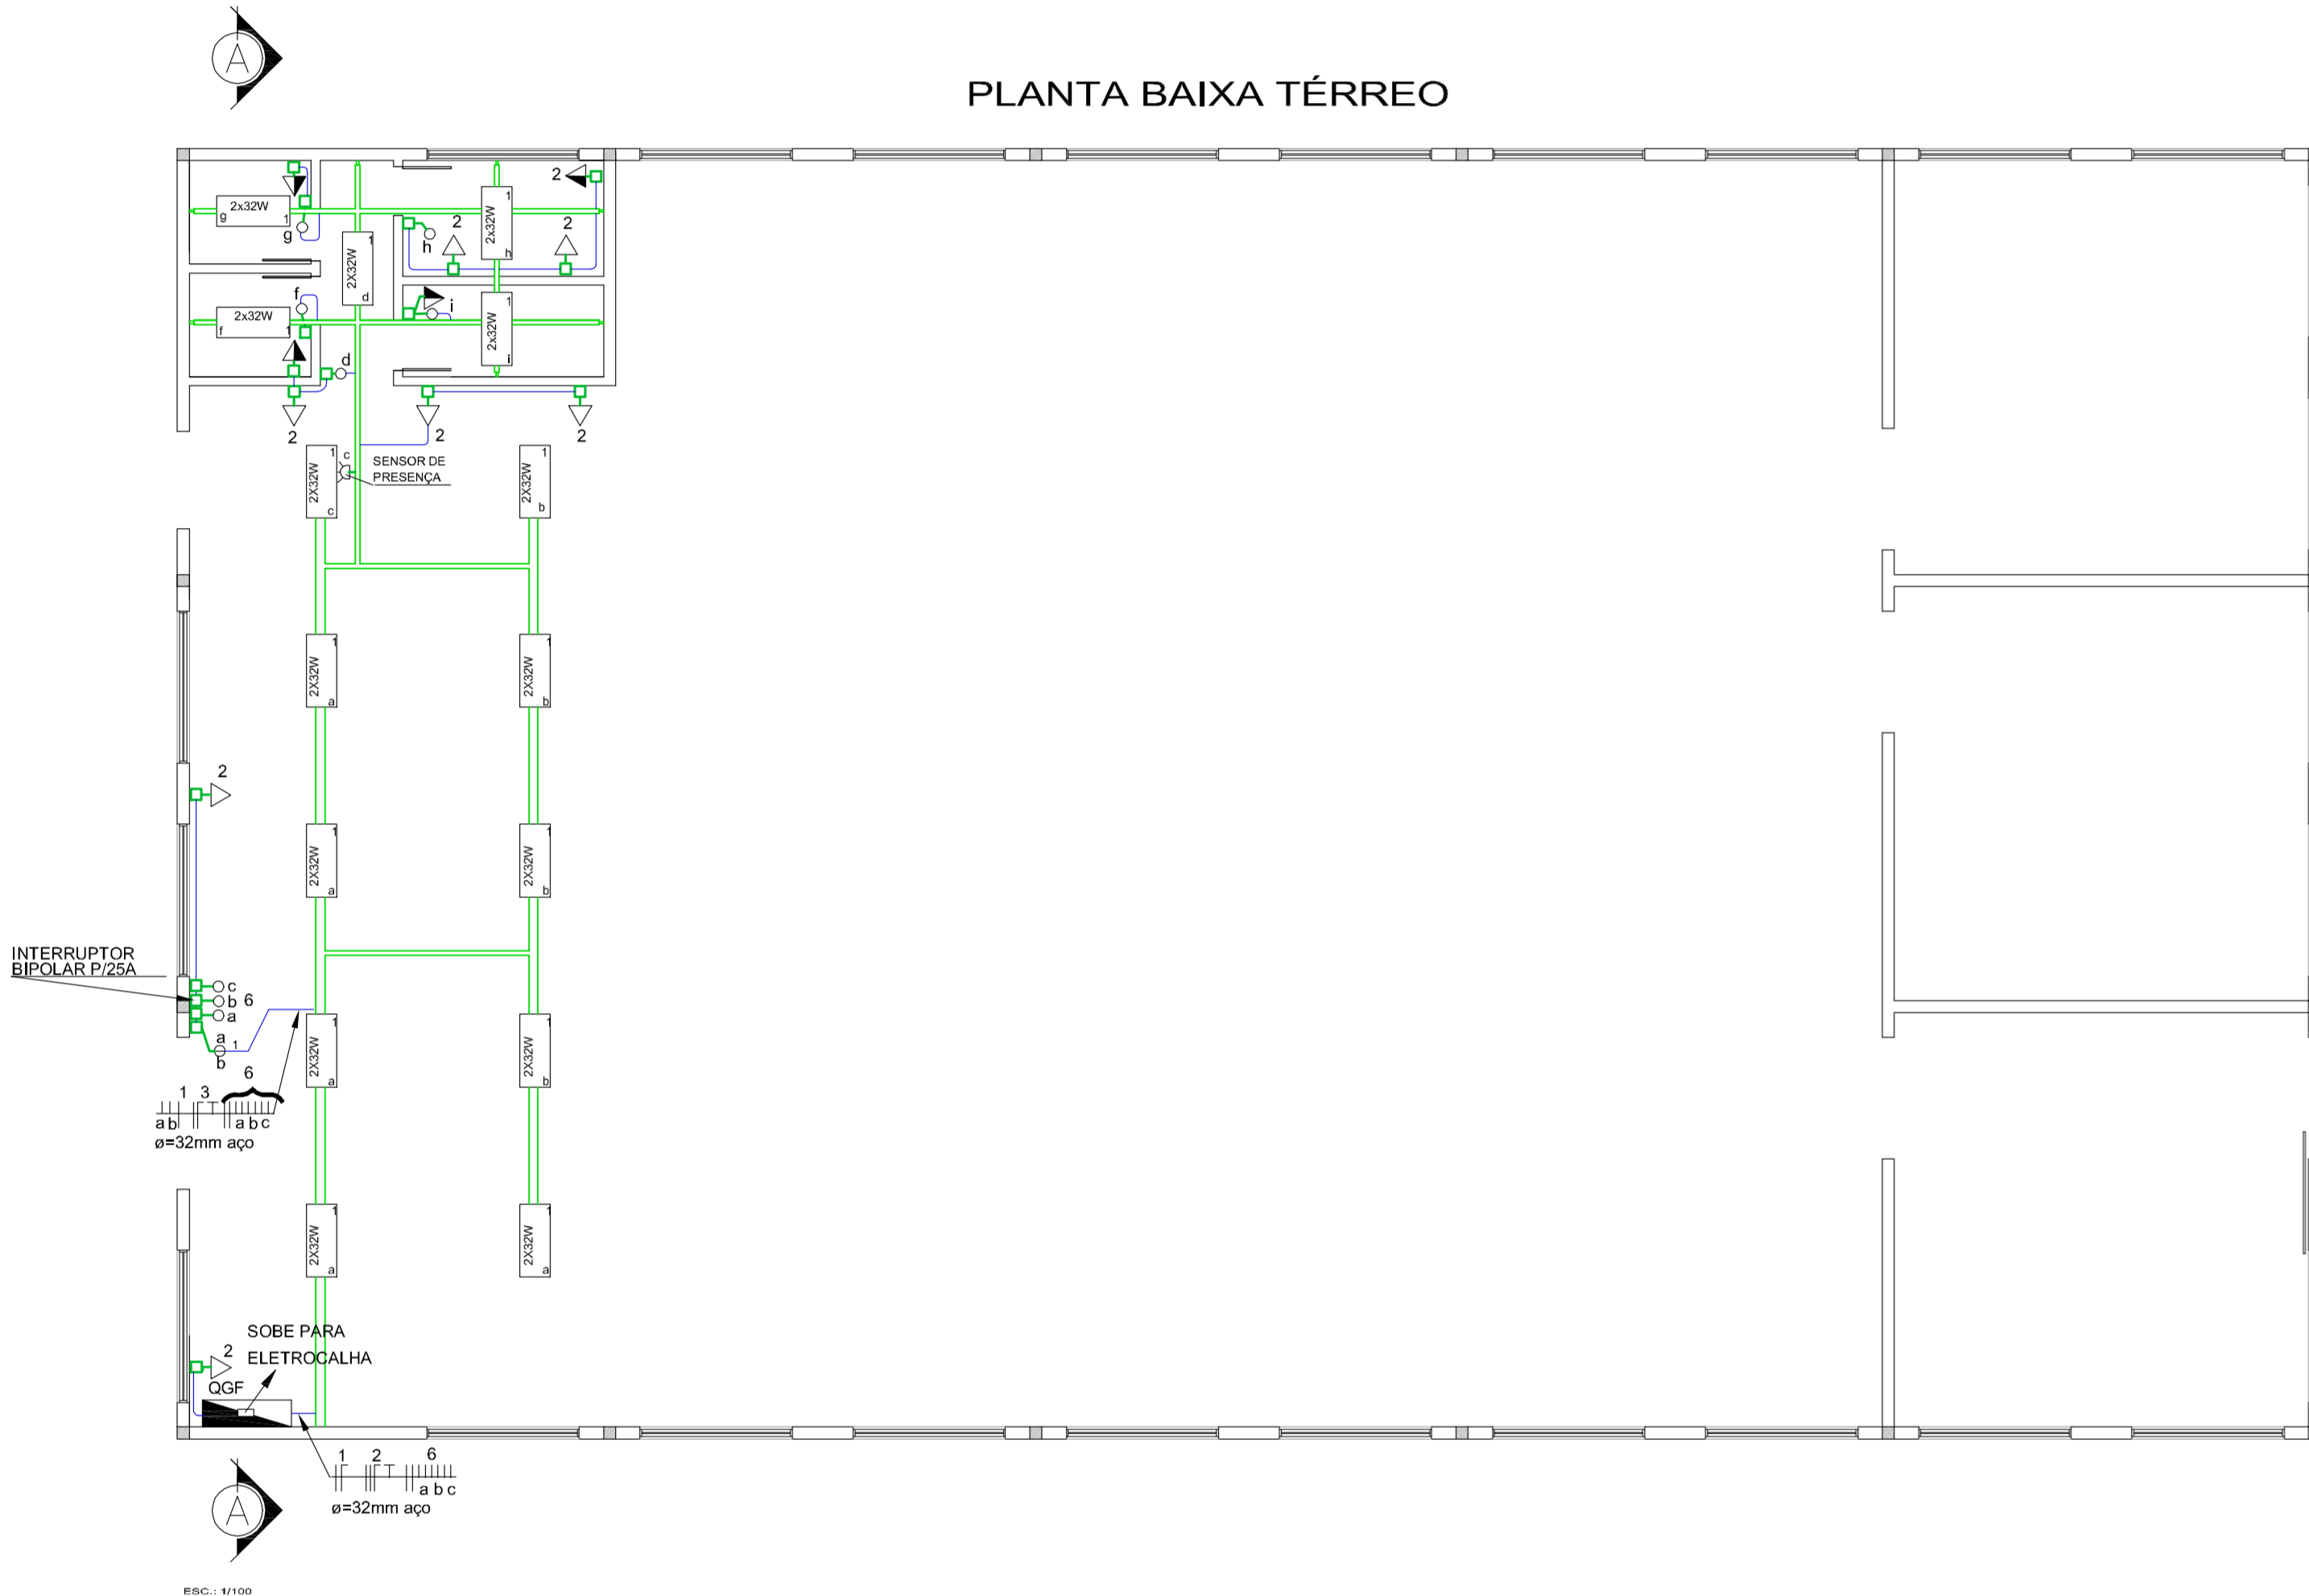 A
PLANTA BAIXA TÉRREO
2x32W
g
1
g
2X32W
1
d
2x32W
1
h
2
2
2
h
f
2x32W
f
1
i
2x32W
1
i
d
2
2
2
2X32W
1
c
c
SENSOR DE
PRESENÇA
2X32W
1
b
2X32W
1
a
2X32W
1
b
2
2X32W
1
a
2X32W
1
b
INTERRUPTOR
BIPOLAR P/25A
c
b 6
a
a
1
b
2X32W
1
a
2X32W
1
b
6
1 3
a b a b c
ø=32mm aço
2X32W
1
a
2X32W
1
a
SOBE PARA
ELETROCALHA
2
QGF
1 2 6
a b c
ø=32mm aço
A
ESC.: 1/100